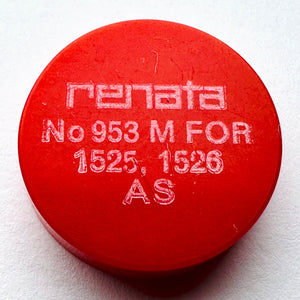 renata
No 953 M FOR
1525, 1526
AS